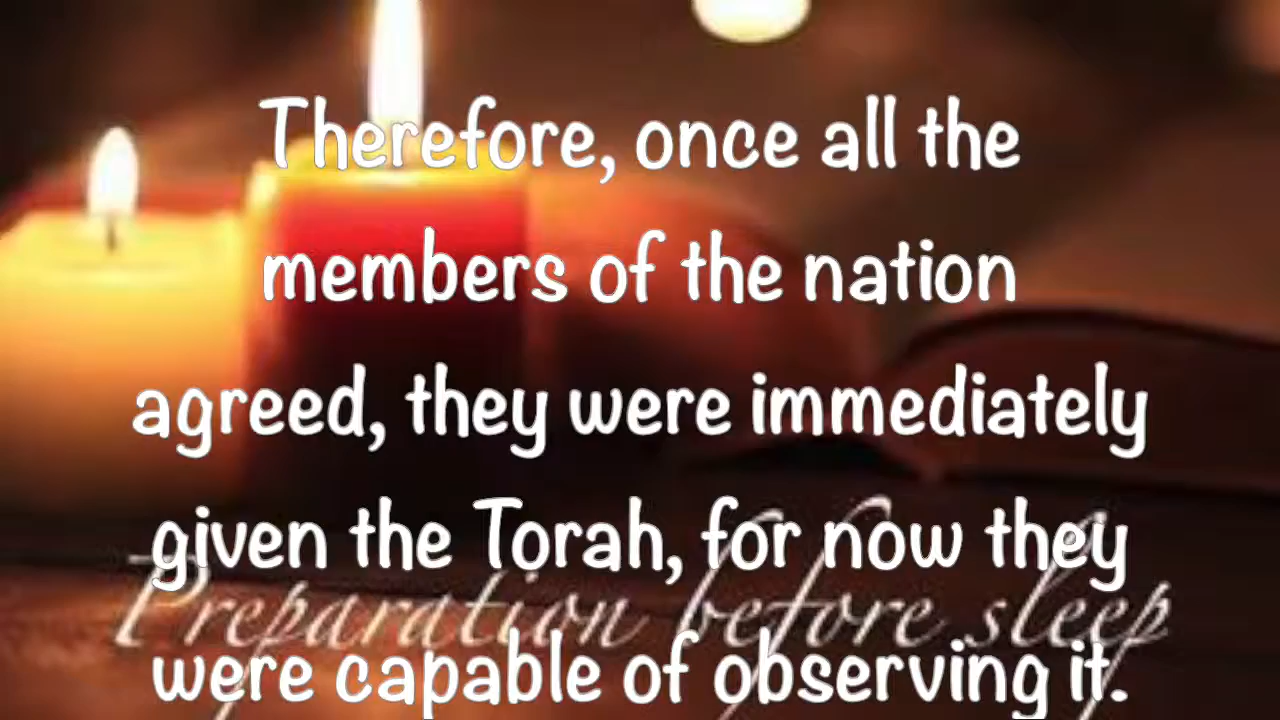 Therefore, once all the
members of the nation
agreed, they were immediately
given the Torah, for now they
Preparation before sleep
were capable of observing it.